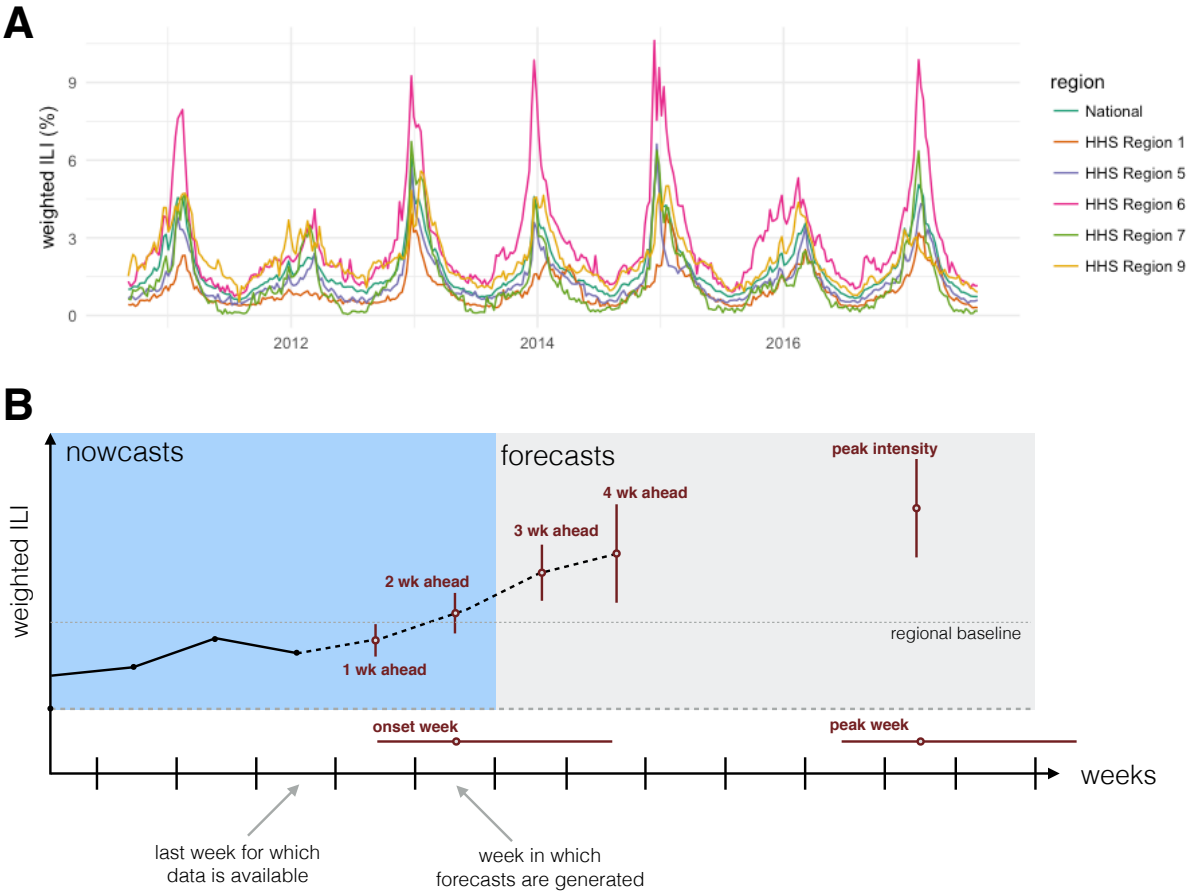 A
weighted ILI (%)
9
6
3
0
2012
2014
2016
region
National
HHS Region 1
HHS Region 5
HHS Region 6
HHS Region 7
HHS Region 9
B
weighted ILI
nowcasts
forecasts
peak intensity
4 wk ahead
3 wk ahead
2 wk ahead
1 wk ahead
regional baseline
onset week
peak week
weeks
last week for which
data is available
week in which
forecasts are generated